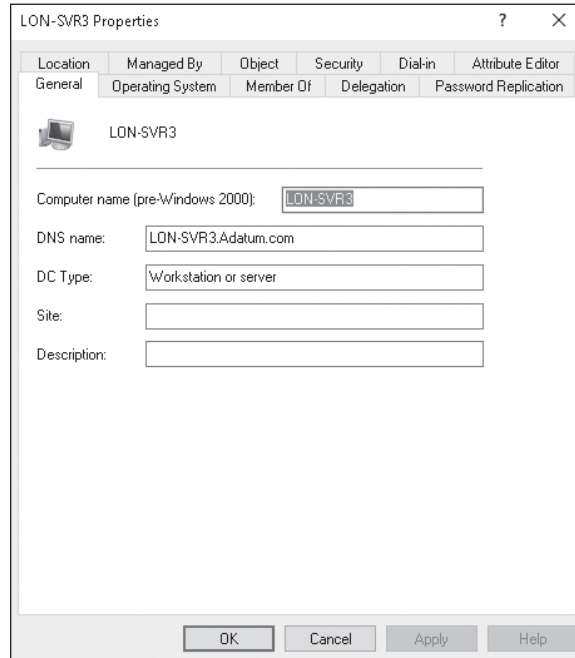 LON-SVR3 Properties ? ×
Location Managed By Object Security Dial-in Attribute Editor
General Operating System Member Of Delegation Password Replication
LON-SVR3
Computer name (pre-Windows 2000): LON-SVR3
DNS name: LON-SVR3.Adatum.com
DC Type: Workstation or server
Site:
Description:
OK Cancel Apply Help